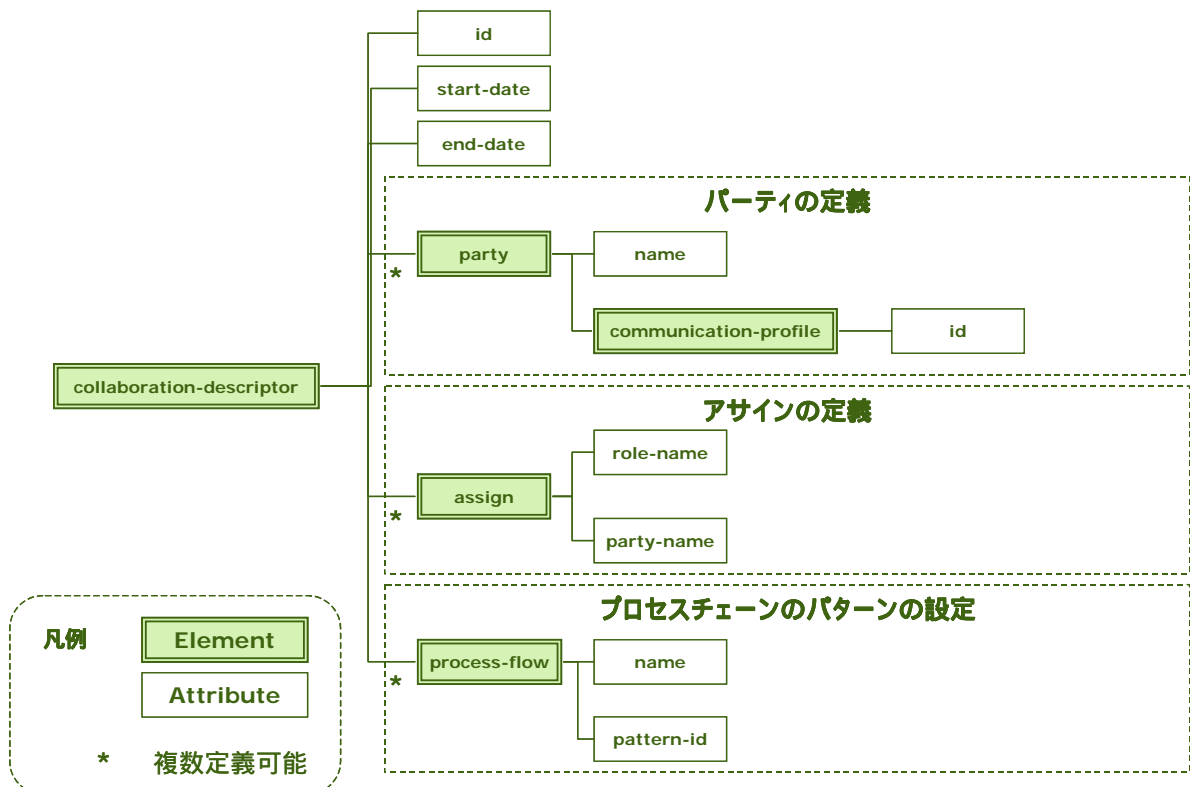 id
start-date
end-date
パーティの定義
party
name
*
communication-profile
id
collaboration-descriptor
アサインの定義
role-name
assign
*
party-name
プロセスチェーンのパターンの設定
process-flow
name
*
pattern-id
凡例
Element
Attribute
* 複数定義可能